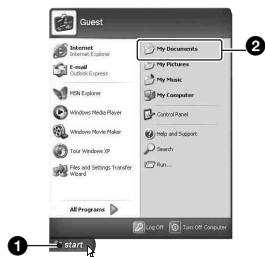 Guest
Internet
Internet Explorer
E-mail
Outlook Express
MSN Explorer
Windows Media Player
Windows Movie Maker
Tour Windows XP
Files and Settings Transfer
Wizard
All Programs
My Documents
My Pictures
My Music
My Computer
Control Panel
Help and Support
Search
Run...
Log Off
Turn Off Computer
start
1
2